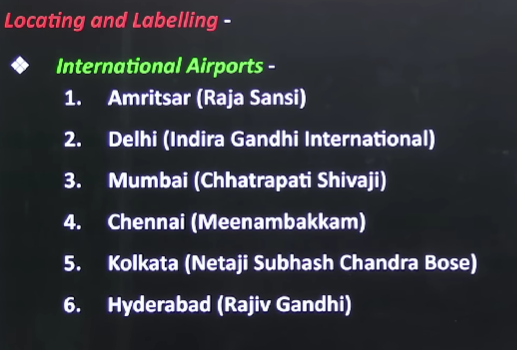 Locating and Labelling -
❖ International Airports -
1. Amritsar (Raja Sansi)
2. Delhi (Indira Gandhi International)
3. Mumbai (Chhatrapati Shivaji)
4. Chennai (Meenambakkam)
5. Kolkata (Netaji Subhash Chandra Bose)
6. Hyderabad (Rajiv Gandhi)